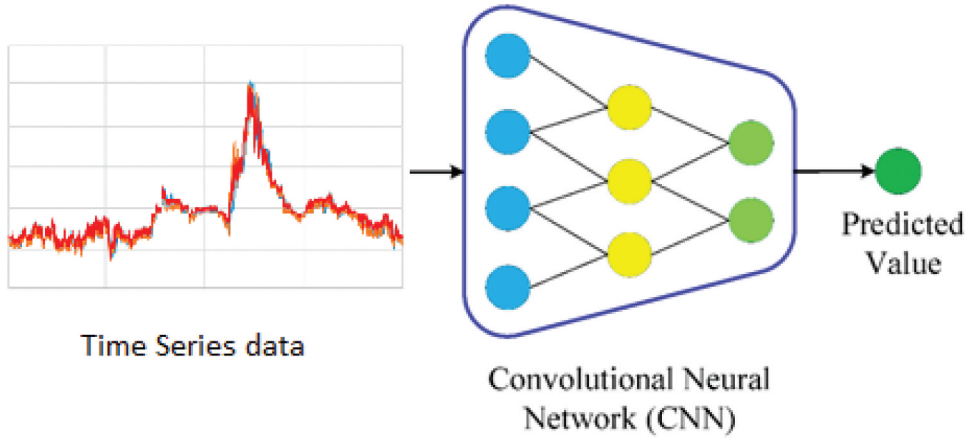 Time Series data
Convolutional Neural
Network (CNN)
Predicted
Value